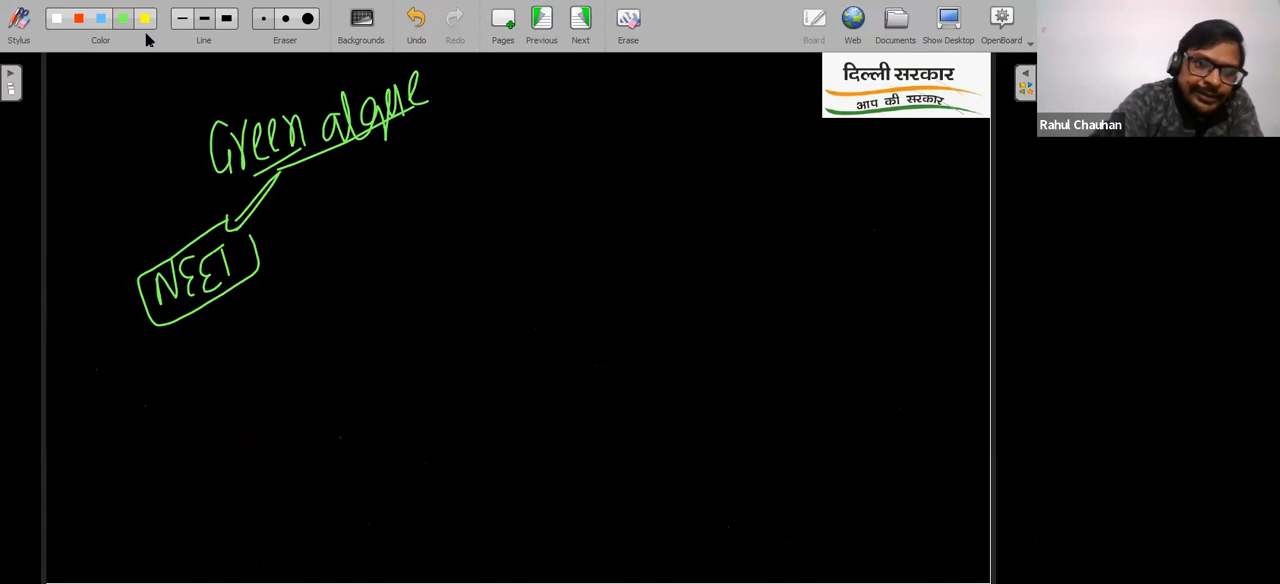 Stylus
Color
Line
Eraser
Backgrounds
Undo
Redo
Pages
Previous
Next
Erase
Board
Web
Documents
Show Desktop
OpenBoard
Rahul Chauhan
दिल्ली सरकार
आप की सरकार
Green algae
NEET